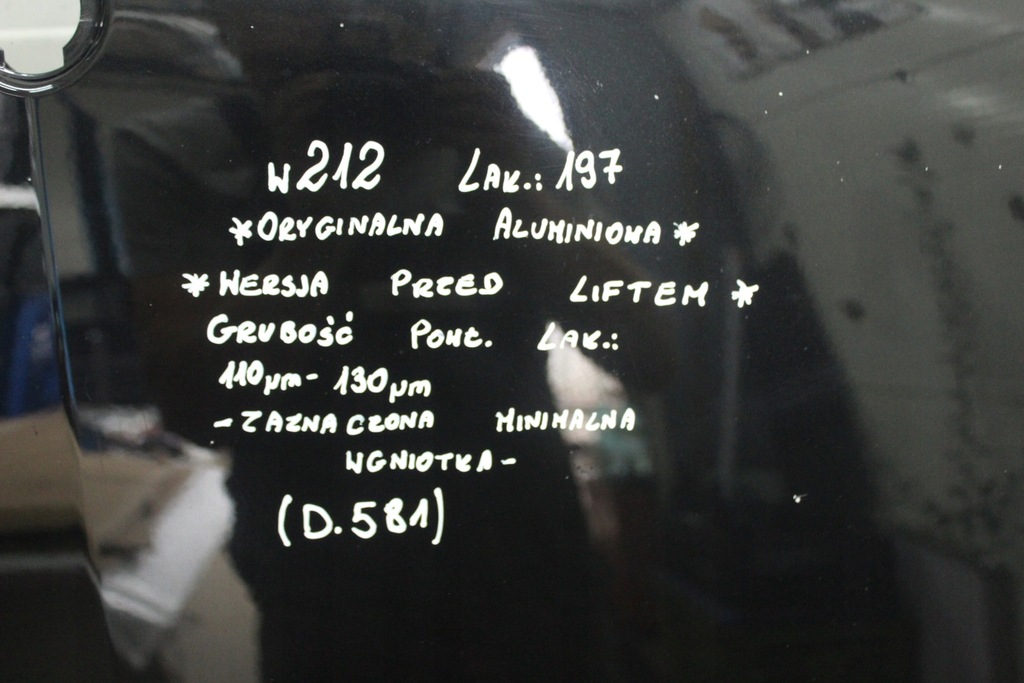 W212 LAK.: 197
*ORYGINALNA ALUMINIOWA*
*WERSJA PRZED LIFTEM*
GRUBOŚĆ POWŁ. LAK.:
110µm - 130µm
- ZAZNACZONA MINIMALNA
WGNIOTKA -
(D.581)